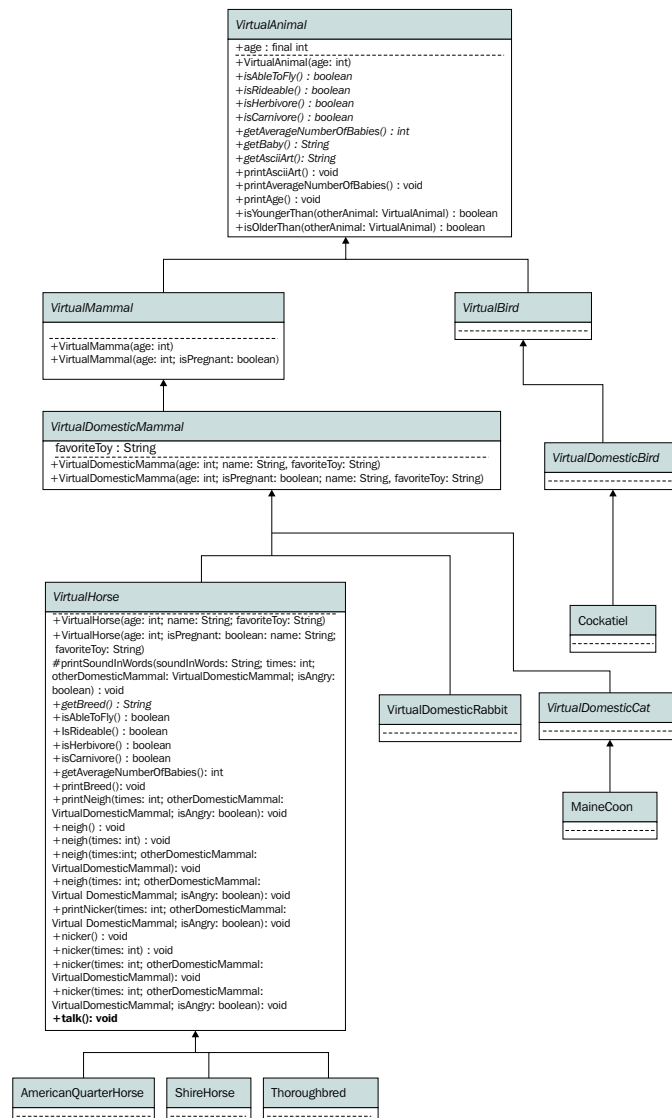 VirtualAnimal
+age : final int
+VirtualAnimal(age: int)
+isAbleToFly() : boolean
+isRideable() : boolean
+isHerbivore() : boolean
+isCarnivore() : boolean
+getAverageNumberOfBabies() : int
+getBaby() : String
+getAsciiArt(): String
+printAsciiArt() : void
+printAverageNumberOfBabies() : void
+printAge() : void
+isYoungerThan(otherAnimal: VirtualAnimal) : boolean
+isOlderThan(otherAnimal: VirtualAnimal) : boolean
VirtualMammal
+VirtualMamma(age: int)
+VirtualMammal(age: int; isPregnant: boolean)
VirtualBird
VirtualDomesticMammal
favoriteToy : String
+VirtualDomesticMamma(age: int; name: String, favoriteToy: String)
+VirtualDomesticMamma(age: int; isPregnant: boolean; name: String, favoriteToy: String)
VirtualDomesticBird
VirtualHorse
+VirtualHorse(age: int; name: String; favoriteToy: String)
+VirtualHorse(age: int; isPregnant: boolean: name: String;
favoriteToy: String)
#printSoundInWords(soundInWords: String; times: int;
otherDomesticMammal: VirtualDomesticMammal; isAngry:
boolean) : void
+getBreed() : String
+isAbleToFly() : boolean
+IsRideable() : boolean
+isHerbivore() : boolean
+isCarnivore() : boolean
+getAverageNumberOfBabies(): int
+printBreed(): void
+printNeigh(times: int; otherDomesticMammal:
VirtualDomesticMammal; isAngry: boolean): void
+neigh() : void
+neigh(times: int) : void
+neigh(times:int; otherDomesticMammal:
VirtualDomesticMammal): void
+neigh(times: int; otherDomesticMammal:
Virtual DomesticMammal; isAngry: boolean): void
+printNicker(times: int; otherDomesticMammal:
Virtual DomesticMammal; isAngry: boolean): void
+nicker() : void
+nicker(times: int) : void
+nicker(times: int; otherDomesticMammal:
VirtualDomesticMammal): void
+nicker(times: int; otherDomesticMammal:
VirtualDomesticMammal; isAngry: boolean): void
+talk(): void
Cockatiel
VirtualDomesticRabbit
VirtualDomesticCat
MaineCoon
AmericanQuarterHorse
ShireHorse
Thoroughbred